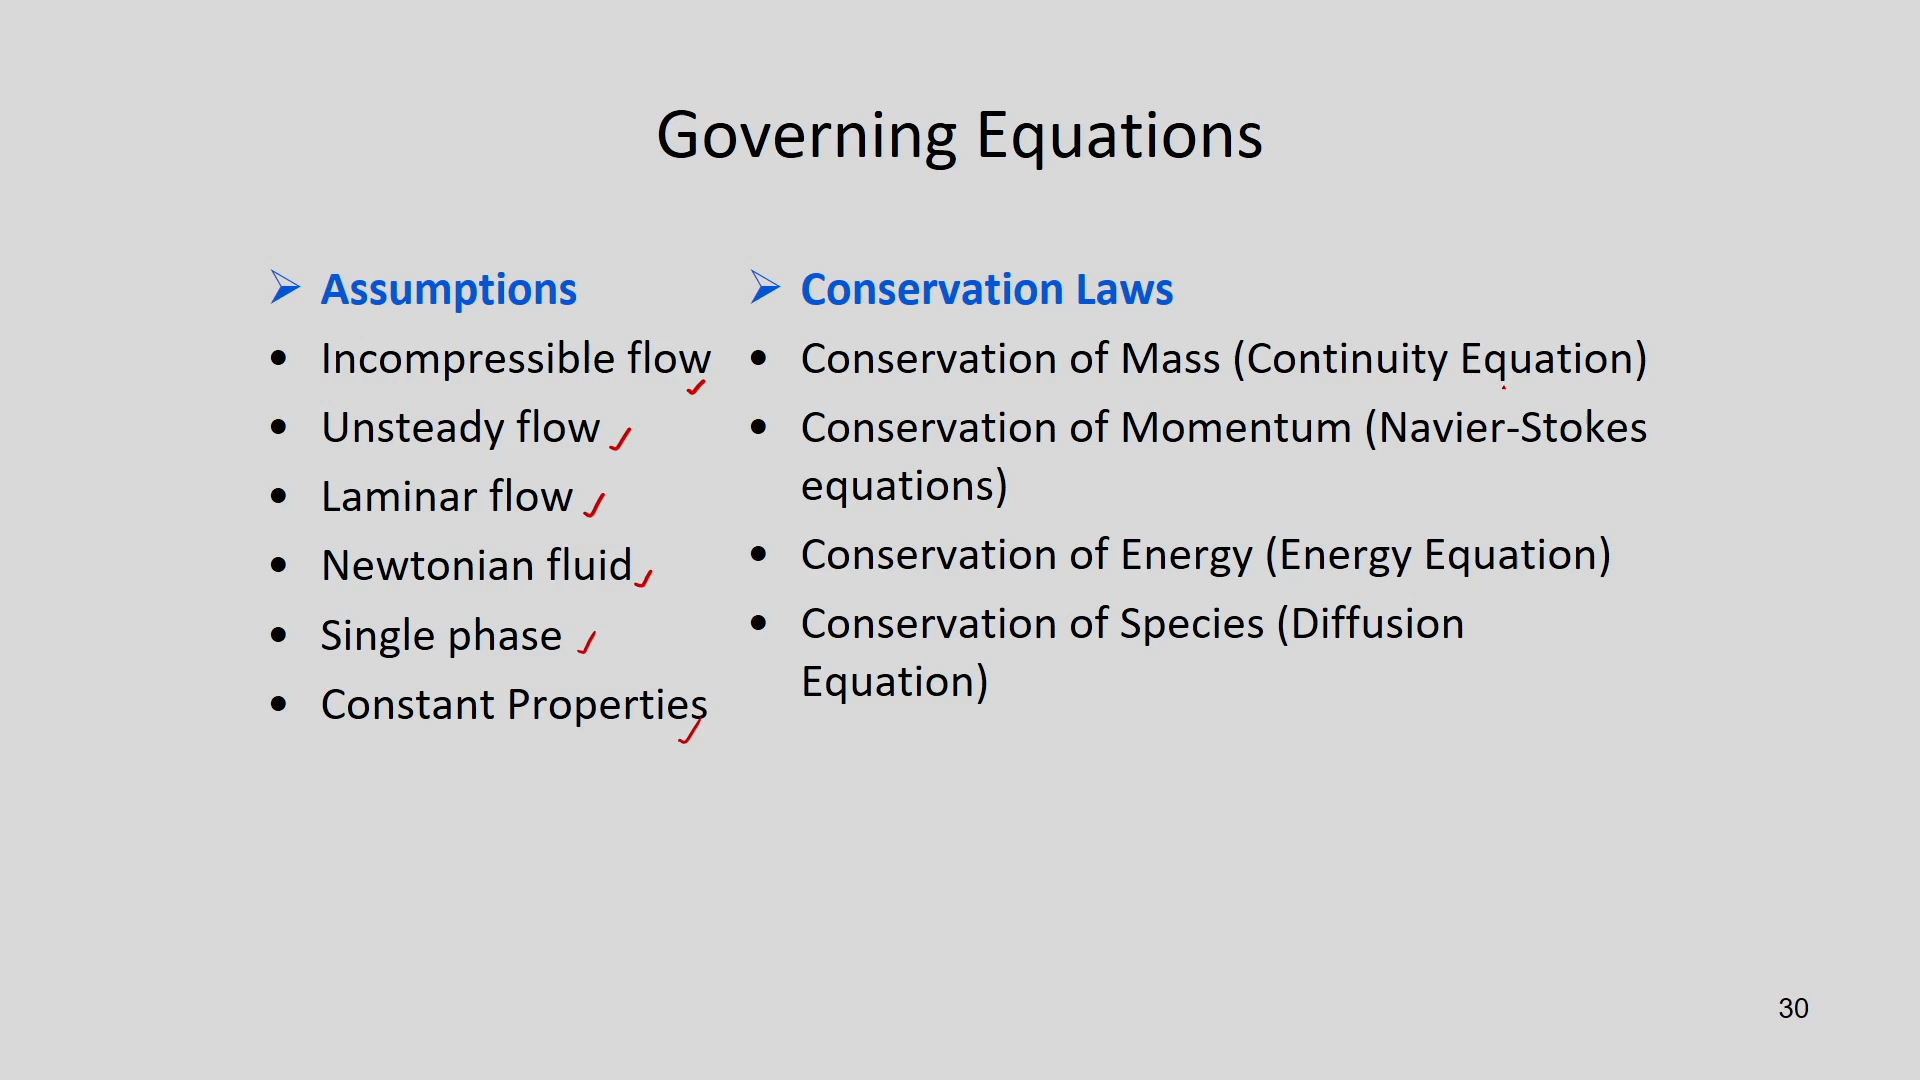 Governing Equations
Assumptions
Incompressible flow
Unsteady flow
Laminar flow
Newtonian fluid
Single phase
Constant Properties
Conservation Laws
Conservation of Mass (Continuity Equation)
Conservation of Momentum (Navier-Stokes
equations)
Conservation of Energy (Energy Equation)
Conservation of Species (Diffusion
Equation)
30